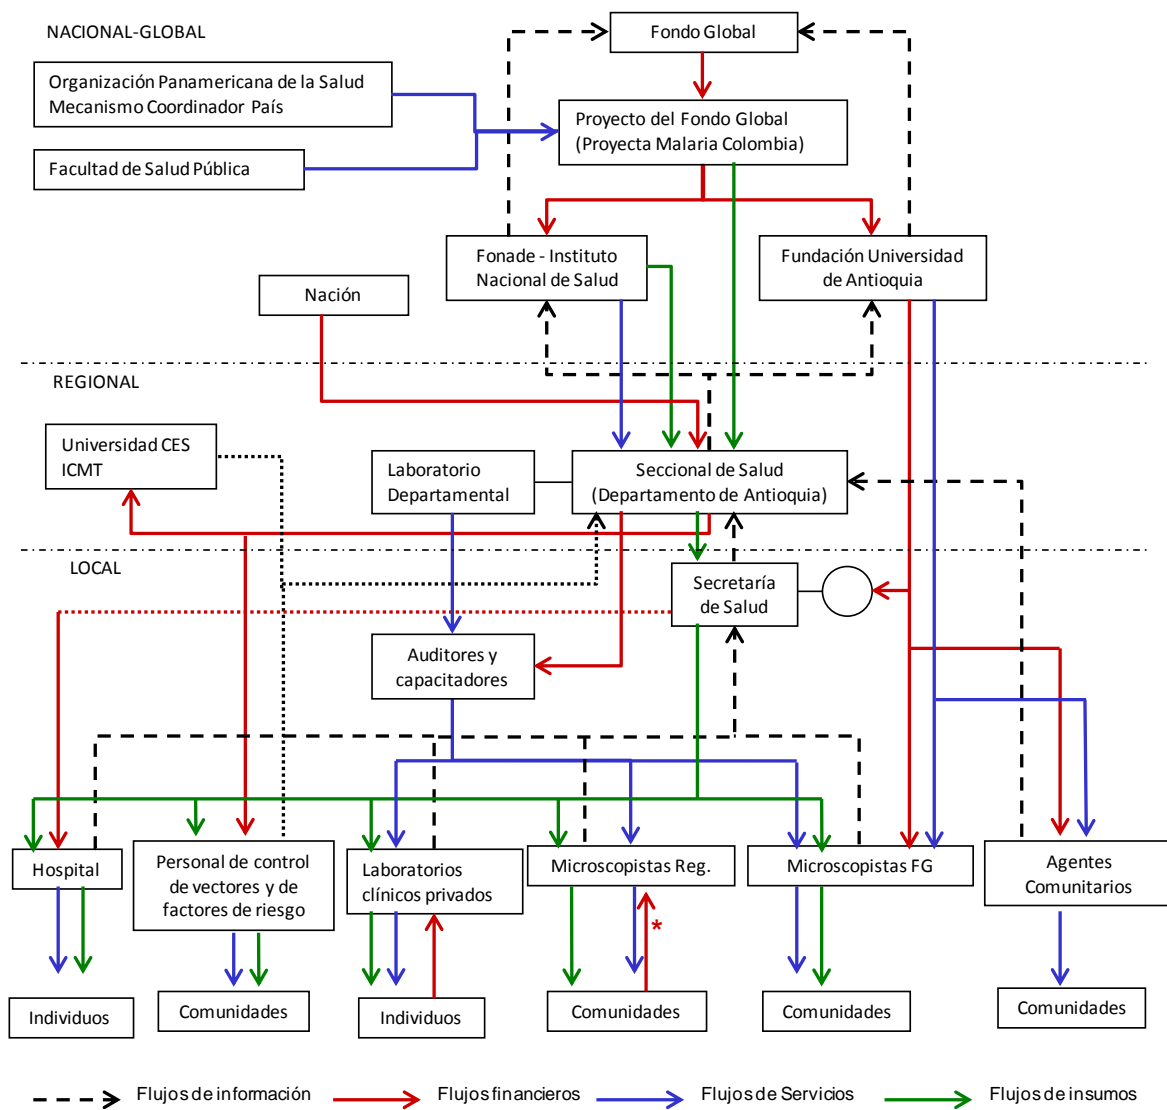 NACIONAL-GLOBAL
Fondo Global
Organización Panamericana de la Salud
Mecanismo Coordinador País
Proyecto del Fondo Global
(Proyecta Malaria Colombia)
Facultad de Salud Pública
Fonade - Instituto
Nacional de Salud
Fundación Universidad
de Antioquia
Nación
REGIONAL
Universidad CES
ICMT
Laboratorio
Departamental
Seccional de Salud
(Departamento de Antioquia)
LOCAL
Secretaría
de Salud
Auditores y
capacitadores
Hospital
Personal de control
de vectores y de
factores de riesgo
Laboratorios
clínicos privados
Microscopistas Reg.
Microscopistas FG
Agentes
Comunitarios
*
Individuos
Comunidades
Individuos
Comunidades
Comunidades
Comunidades
Flujos de información
Flujos financieros
Flujos de Servicios
Flujos de insumos